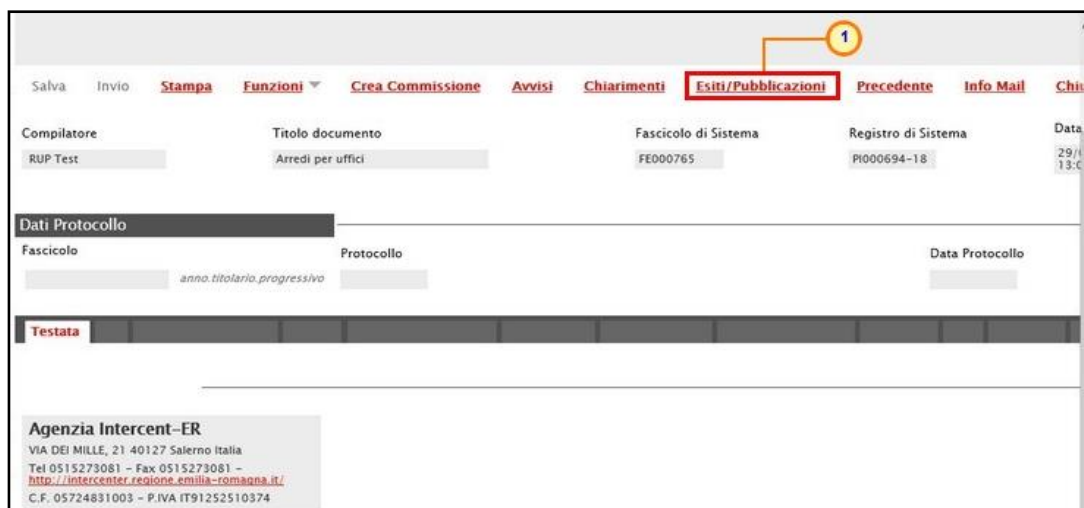 1
Salva Invio Stampa Funzioni Crea Commissione Avvisi Chiarimenti Esiti/Pubblicazioni Precedente Info Mail
Compilatore Titolo documento Fascicolo di Sistema Registro di Sistema Data
RUP Test Arredi per uffici FE000765 PI000694-18
Dati Protocollo
Fascicolo Protocollo Data Protocollo
anno.titolario.progressivo
Testata
Agenzia Intercent-ER
VIA DEI MILLE, 21 40127 Salerno Italia
Tel 0515273081 - Fax 0515273081 -
http://intercenter.regione.emilia-romagna.it/
C.F. 05724831003 - P.IVA IT91252510374